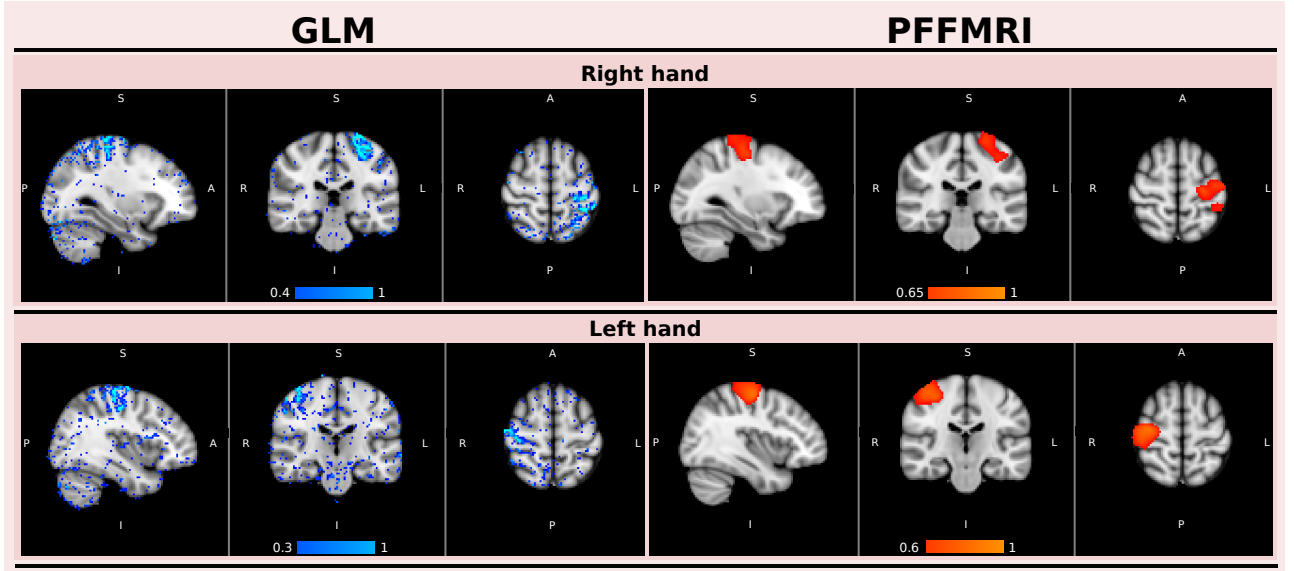 GLM PFFMRI
Right hand
S S A S S A
P A R L R L P R L R L
I I P I I P
0.4 1 0.65 1
Left hand
S S A S S A
P A R L R L P R L R L
I I P I I P
0.3 1 0.6 1